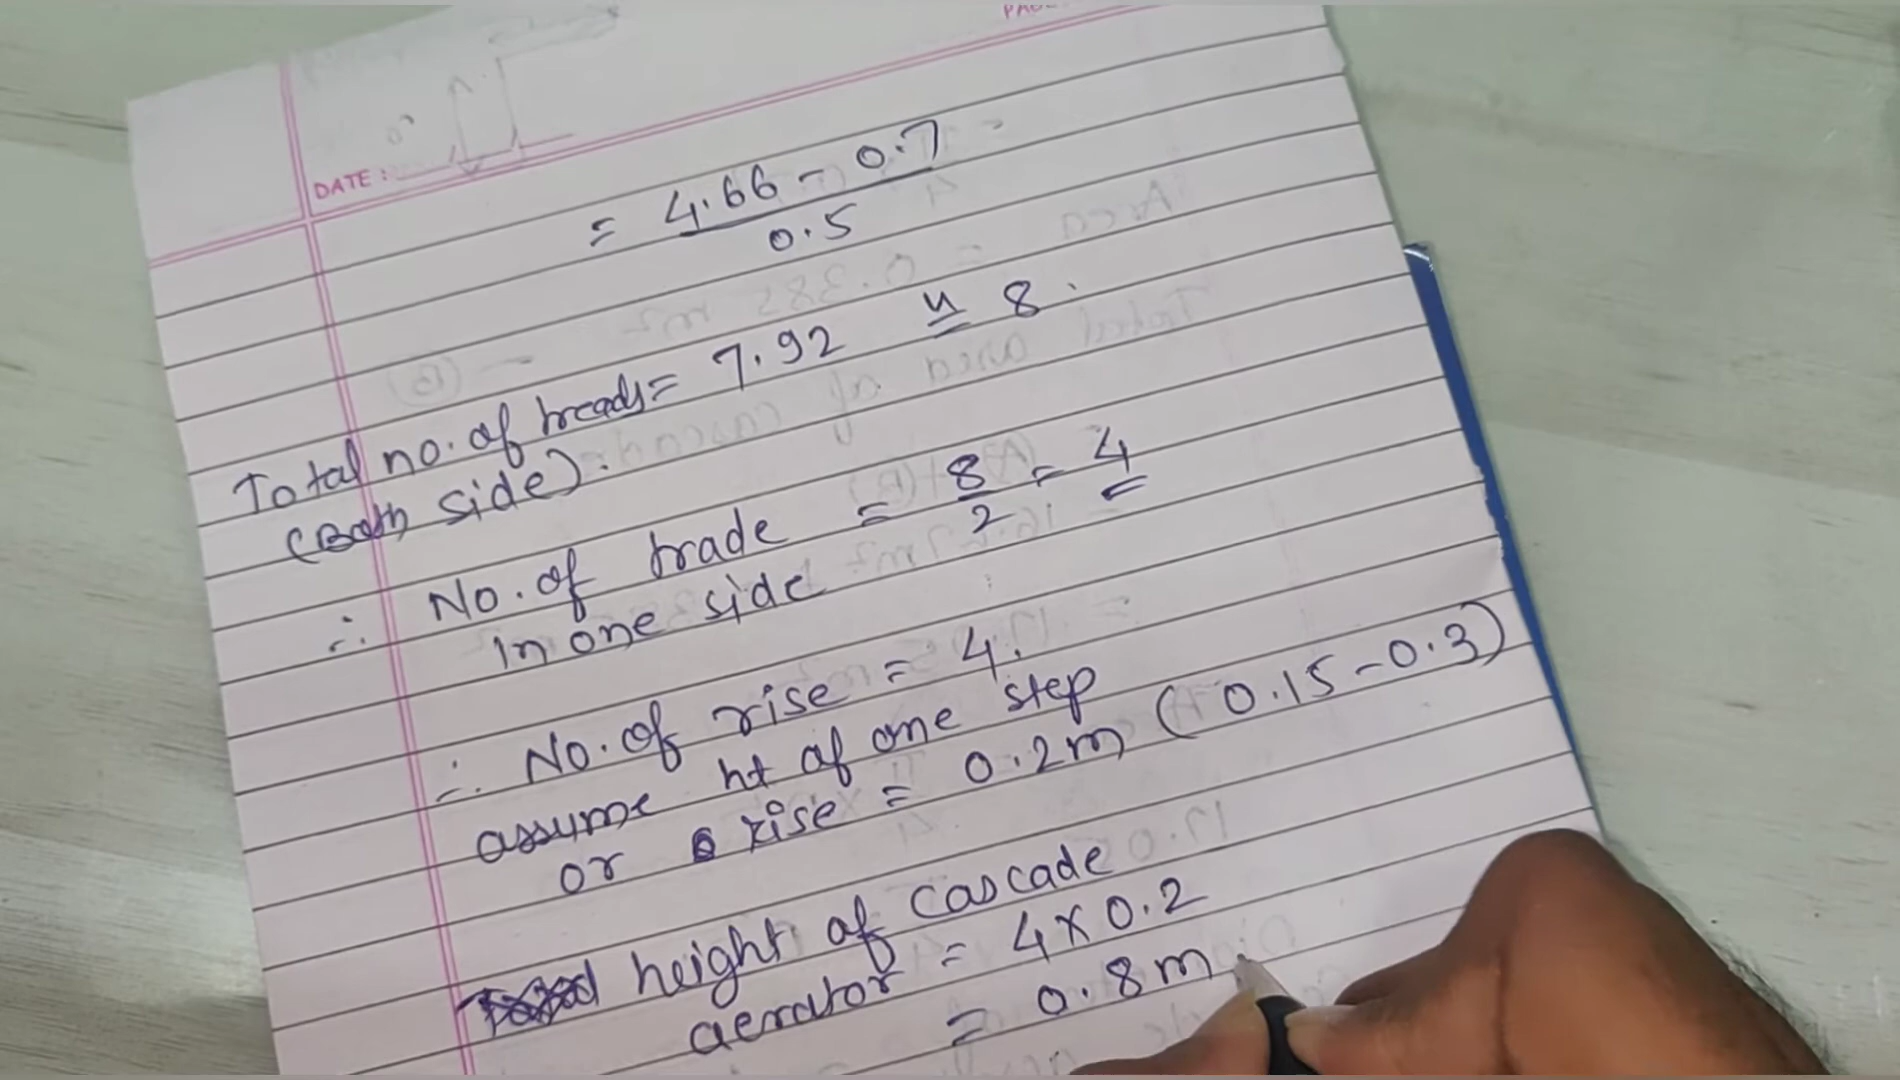 DATE :
= 4.66 - 0.7
0.5
Total no. of treads = 7.92 ≃ 8.
(Both side).
∴ No. of trade = 8/2 = 4
in one side
∴ No. of rise = 4.
assume ht of one step
or rise = 0.2m (0.15-0.3)
height of cascade
aerator = 4 x 0.2
= 0.8m